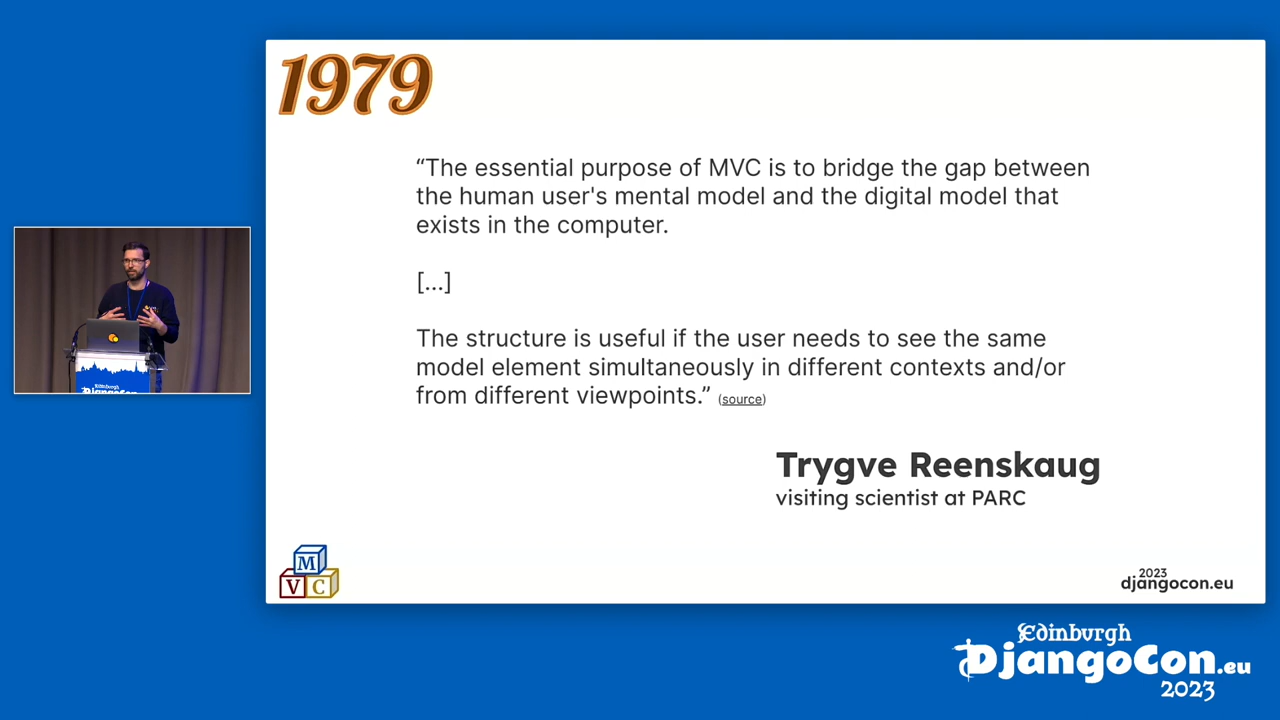 1979
“The essential purpose of MVC is to bridge the gap between
the human user's mental model and the digital model that
exists in the computer.
[...]
The structure is useful if the user needs to see the same
model element simultaneously in different contexts and/or
from different viewpoints.” (source)
Trygve Reenskaug
visiting scientist at PARC
M
V C
2023
djangocon.eu
Edinburgh
DjangoCon
Edinburgh
DjangoCon.eu
2023